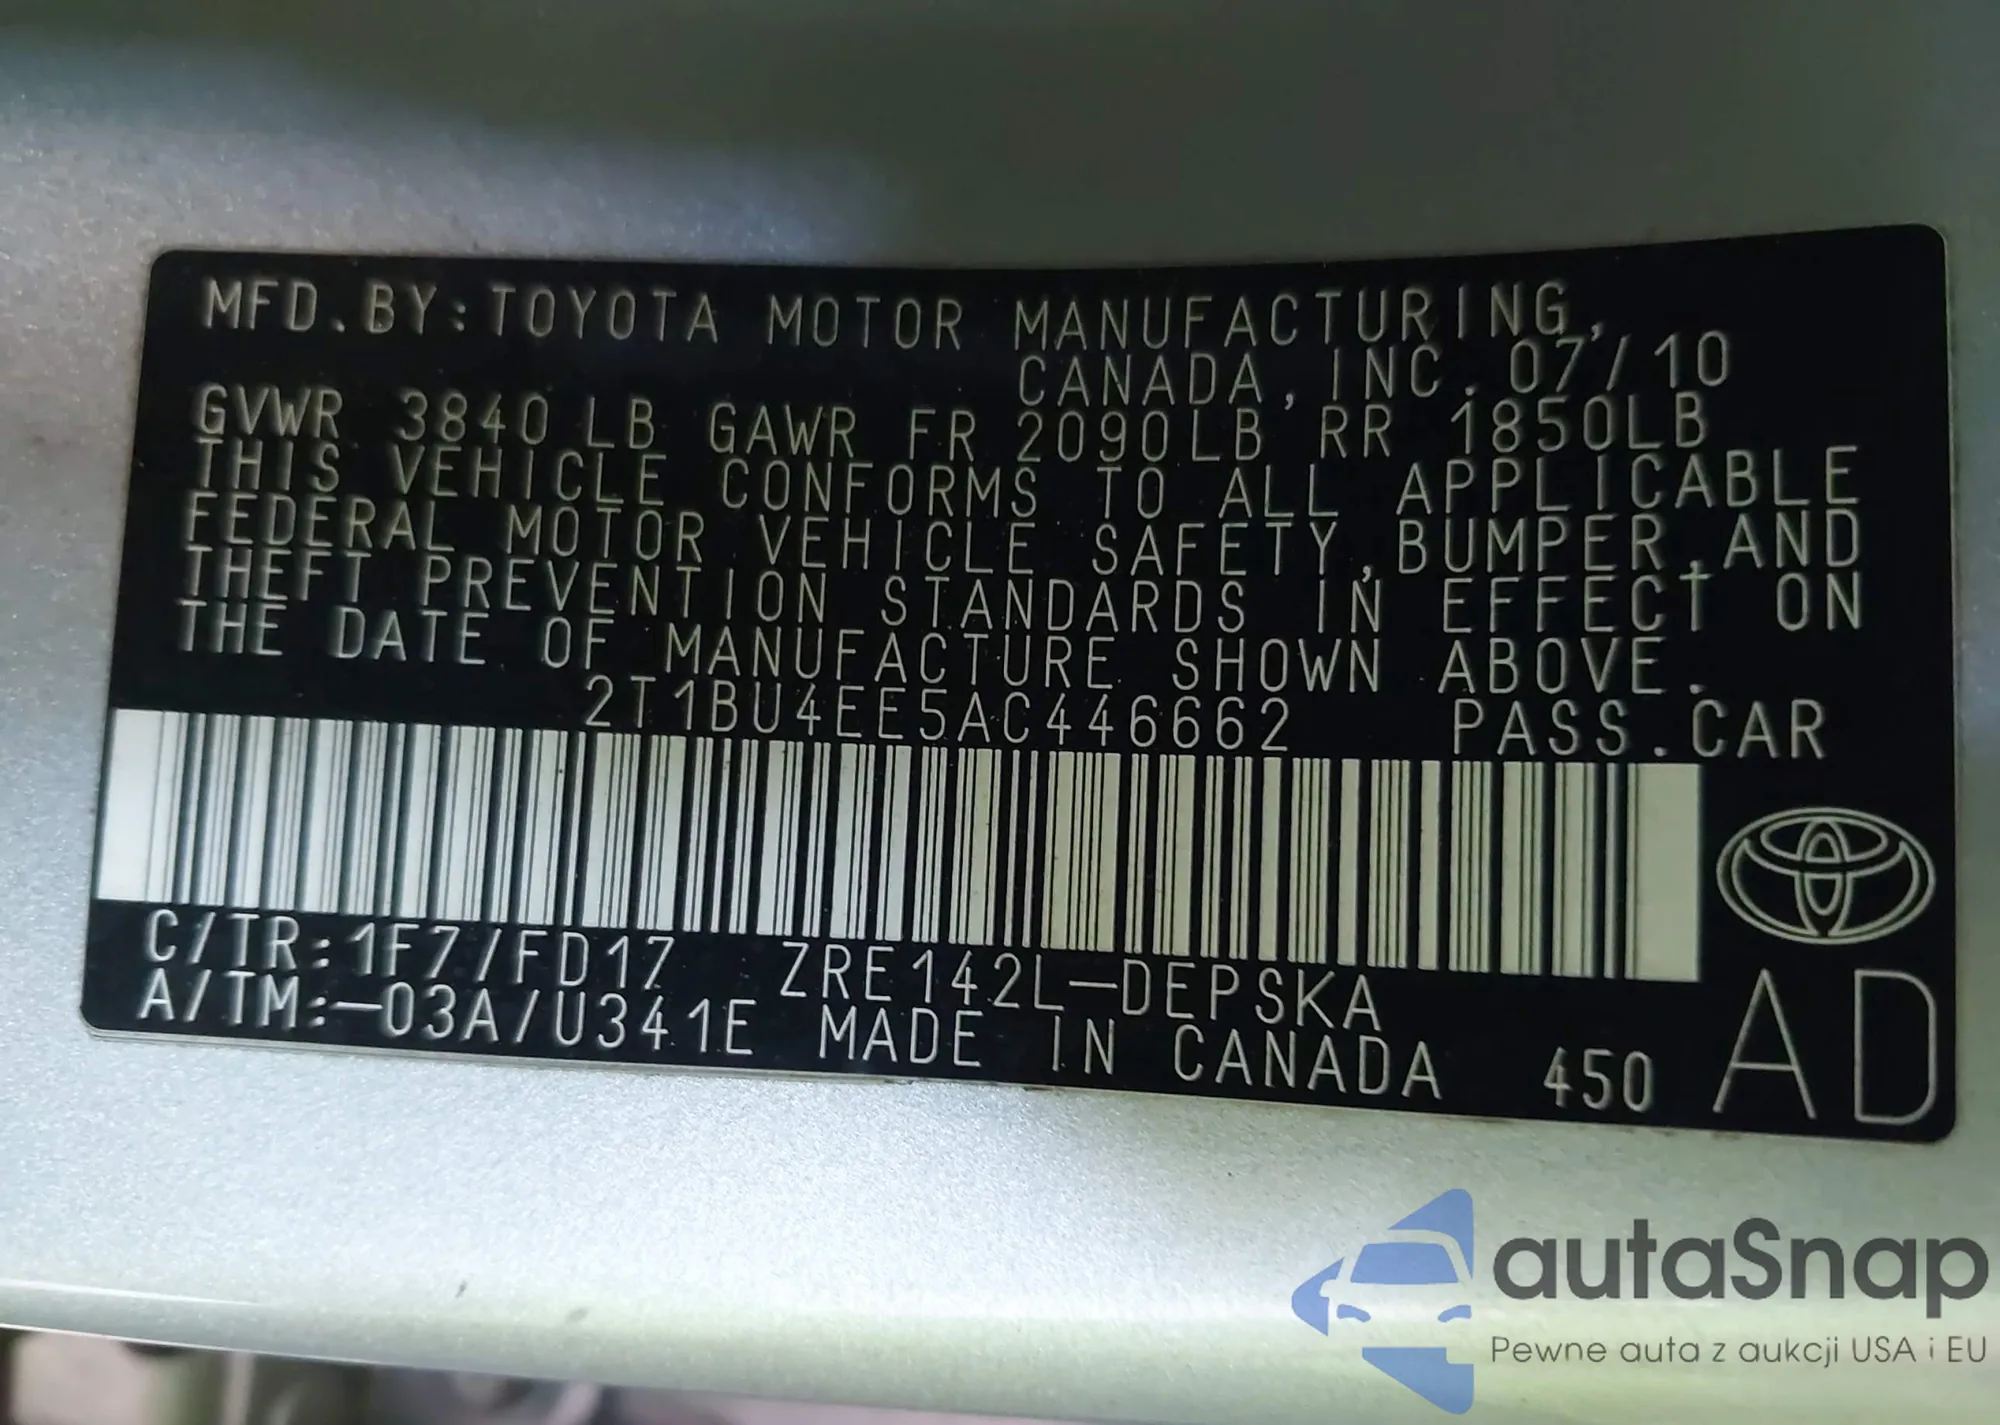 MFD.BY:TOYOTA MOTOR MANUFACTURING,
CANADA,INC. 07/10
GVWR 3840LB GAWR FR 2090LB RR 1850LB
THIS VEHICLE CONFORMS TO ALL APPLICABLE
FEDERAL MOTOR VEHICLE SAFETY,BUMPER,AND
THEFT PREVENTION STANDARDS IN EFFECT ON
THE DATE OF MANUFACTURE SHOWN ABOVE.
2T1BU4EE5AC446662 PASS.CAR
C/TR:1F7/FD17 ZRE142L-DEPSKA
A/TM:-03A/U341E MADE IN CANADA 450 AD
autaSnap
Pewne auta z aukcji USA i EU